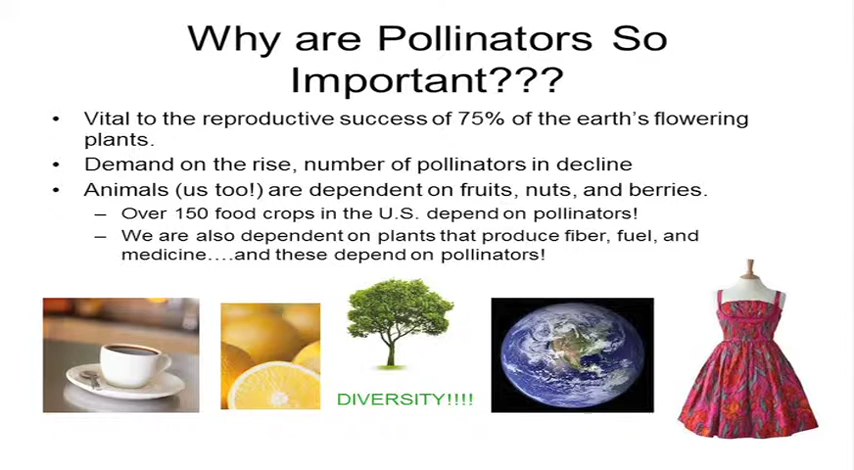 Why are Pollinators So
Important???
• Vital to the reproductive success of 75% of the earth's flowering
plants.
• Demand on the rise, number of pollinators in decline
• Animals (us too!) are dependent on fruits, nuts, and berries.
– Over 150 food crops in the U.S. depend on pollinators!
– We are also dependent on plants that produce fiber, fuel, and
medicine….and these depend on pollinators!
DIVERSITY!!!!